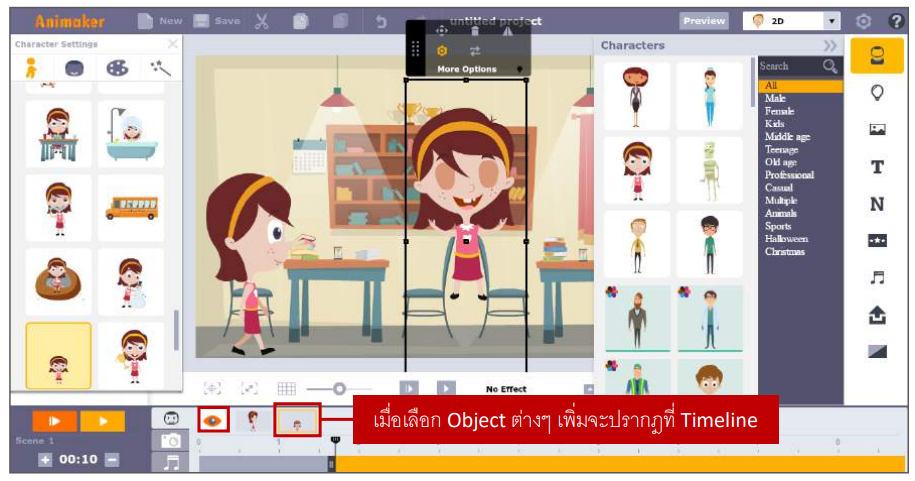 Animaker
New
Save
untitled project
Preview
2D
?
Character Settings
More Options
Characters
Search
All
Male
Female
Kids
Middle age
Teenage
Old age
Professional
Casual
Multiple
Animals
Sports
Halloween
Christmas
T
N
No Effect
เมื่อเลือก Object ต่างๆ เพิ่มจะปรากฏที่ Timeline
Scene 1
+ 00:10 -